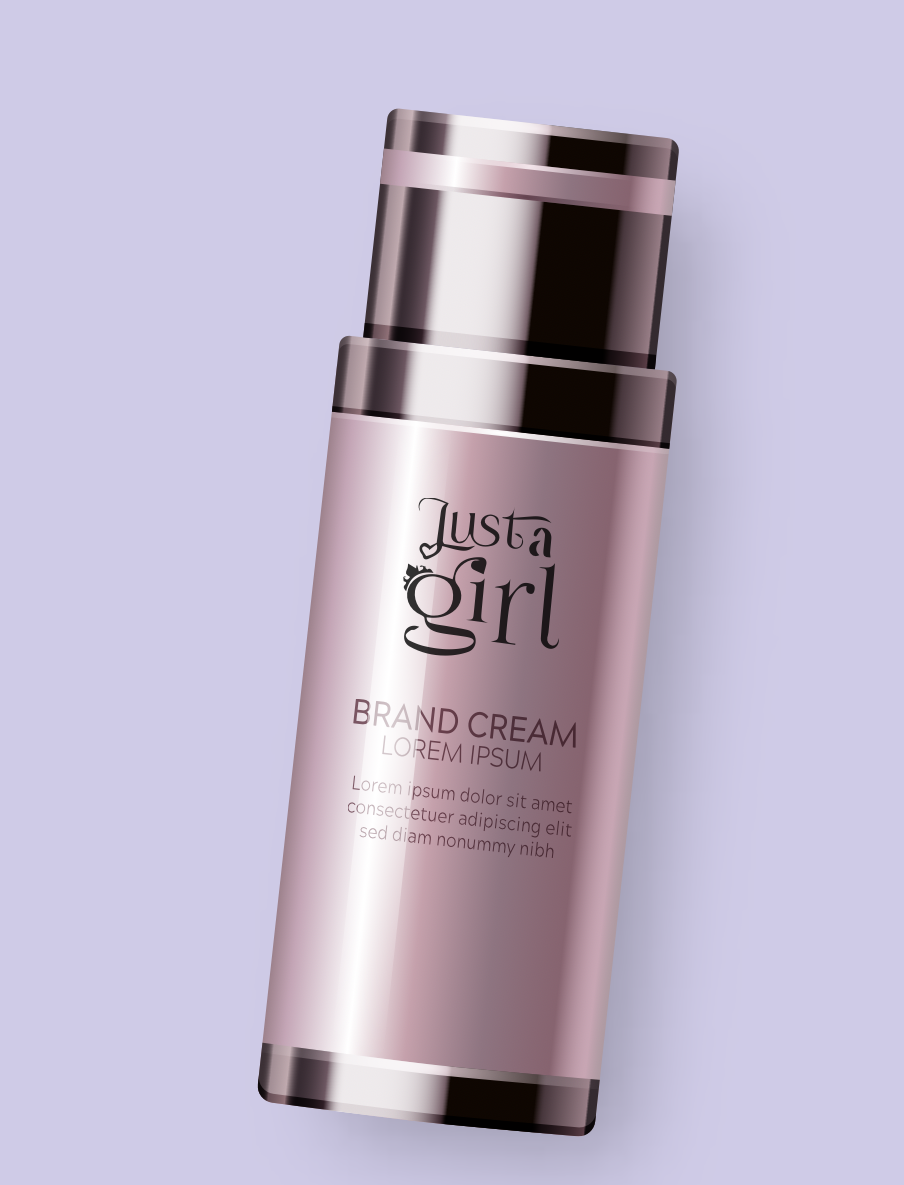 Just a
girl
BRAND CREAM
LOREM IPSUM
Lorem ipsum dolor sit amet
consectetuer adipiscing elit
sed diam nonummy nibh